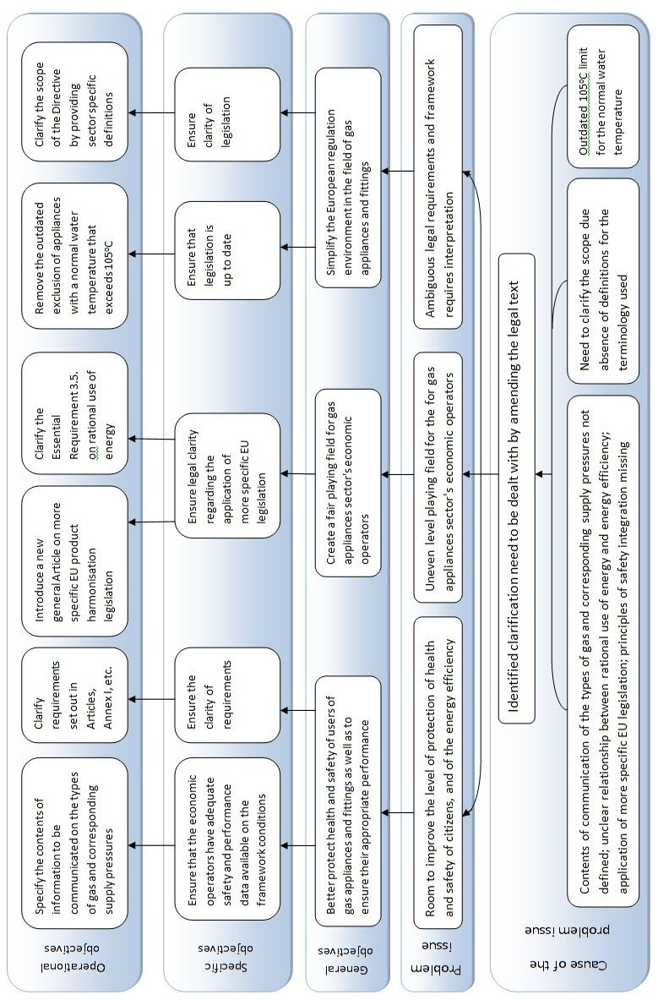 Operational
objectives
Specify the contents of
information to be
communicated on the types
of gas and corresponding
supply pressures
Clarify
requirements
set out in
Articles,
Annex I, etc.
Introduce a new
general Article on more
specific EU product
harmonisation
legislation
Clarify the
Essential
Requirement 3.5.
on rational use of
energy
Remove the outdated
exclusion of appliances
with a normal water
temperature that
exceeds 105°C
Clarify the scope
of the Directive
by providing
sector specific
definitions
Specific
objectives
Ensure that the economic
operators have adequate
safety and performance
data available on the
framework conditions
Ensure the
clarity of
requirements
Ensure legal clarity
regarding the
application of
more specific EU
legislation
Ensure that
legislation is
up to date
Ensure
clarity of
legislation
General
objectives
Better protect health and safety of users of
gas appliances and fittings as well as to
ensure their appropriate performance
Create a fair playing field for gas
appliances sector's economic
operators
Simplify the European regulation
environment in the field of gas
appliances and fittings
Problem
issue
Room to improve the level of protection of health
and safety of citizens, and of the energy efficiency
Uneven level playing field for the for gas
appliances sector's economic operators
Ambiguous legal requirements and framework
requires interpretation
Cause of the
problem issue
Identified clarification need to be dealt with by amending the legal text
Contents of communication of the types of gas and corresponding supply pressures not
defined; unclear relationship between rational use of energy and energy efficiency;
application of more specific EU legislation; principles of safety integration missing
Need to clarify the scope due
absence of definitions for the
terminology used
Outdated 105°C limit
for the normal water
temperature